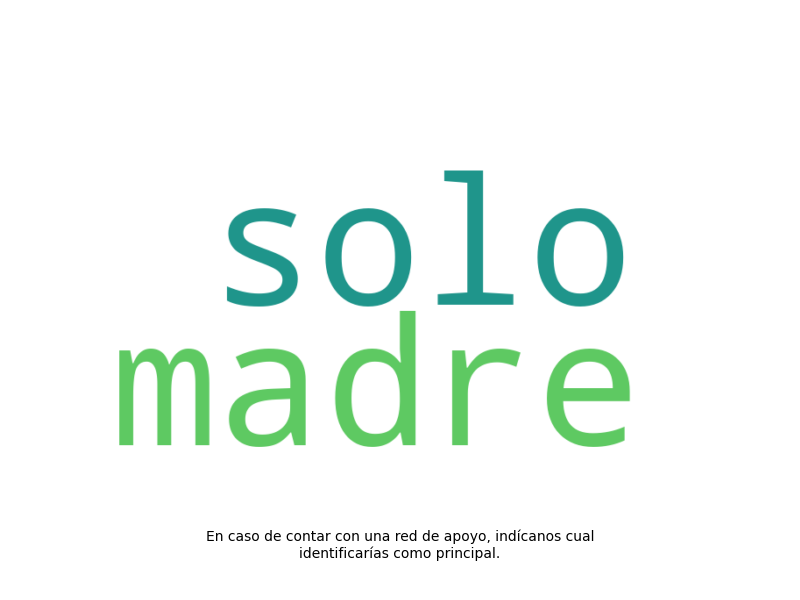 solo
madre
En caso de contar con una red de apoyo, indícanos cual
identificarías como principal.